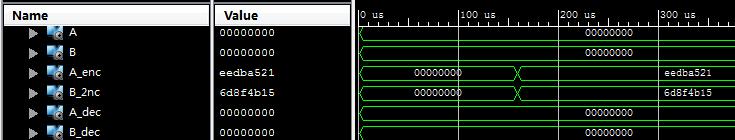 Name Value 0 us 100 us 200 us 300 us
A 00000000 00000000
B 00000000 00000000
A_enc eedba521 00000000 eedba521
B_2nc 6d8f4b15 00000000 6d8f4b15
A_dec 00000000 00000000
B_dec 00000000 00000000